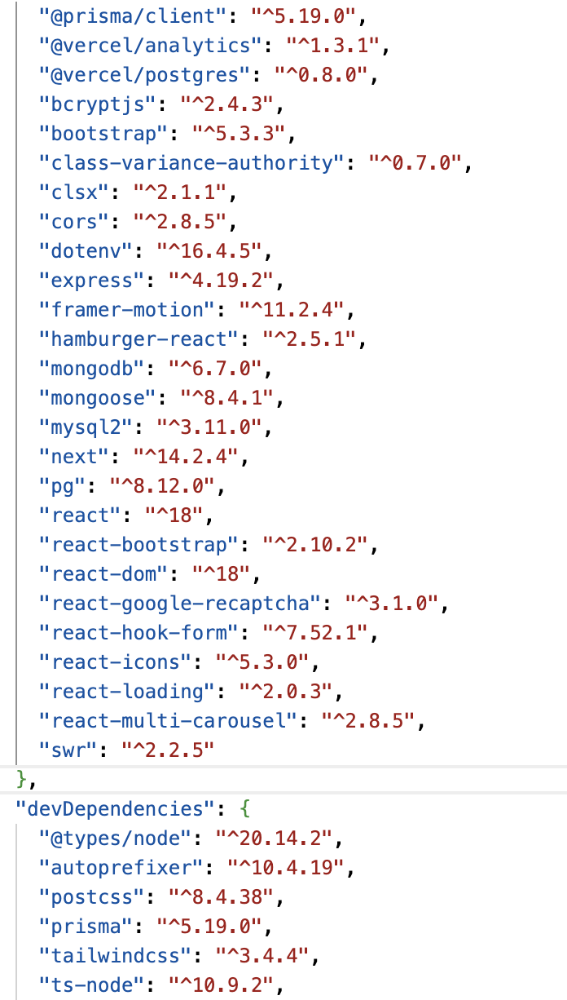 "@prisma/client": "^5.19.0",
"@vercel/analytics": "^1.3.1",
"@vercel/postgres": "^0.8.0",
"bcryptjs": "^2.4.3",
"bootstrap": "^5.3.3",
"class-variance-authority": "^0.7.0",
"clsx": "^2.1.1",
"cors": "^2.8.5",
"dotenv": "^16.4.5",
"express": "^4.19.2",
"framer-motion": "^11.2.4",
"hamburger-react": "^2.5.1",
"mongodb": "^6.7.0",
"mongoose": "^8.4.1",
"mysql2": "^3.11.0",
"next": "^14.2.4",
"pg": "^8.12.0",
"react": "^18",
"react-bootstrap": "^2.10.2",
"react-dom": "^18",
"react-google-recaptcha": "^3.1.0",
"react-hook-form": "^7.52.1",
"react-icons": "^5.3.0",
"react-loading": "^2.0.3",
"react-multi-carousel": "^2.8.5",
"swr": "^2.2.5"
},
"devDependencies": {
"@types/node": "^20.14.2",
"autoprefixer": "^10.4.19",
"postcss": "^8.4.38",
"prisma": "^5.19.0",
"tailwindcss": "^3.4.4",
"ts-node": "^10.9.2",